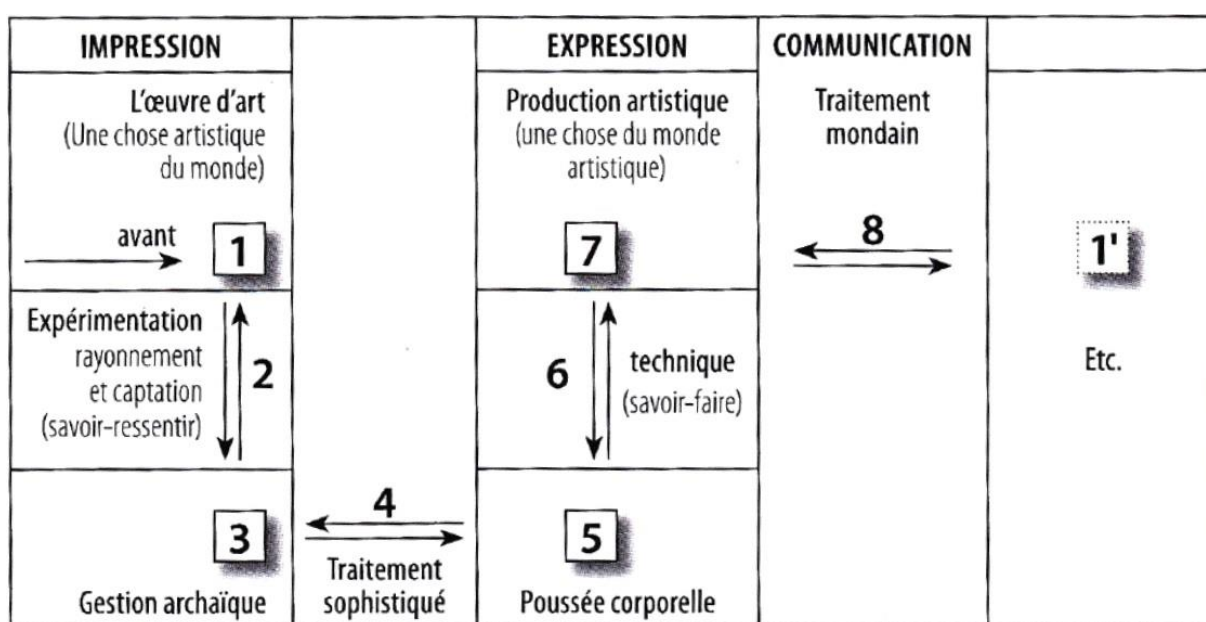 IMPRESSION
EXPRESSION
COMMUNICATION
L'œuvre d'art
(Une chose artistique
du monde)
avant
1
Production artistique
(une chose du monde
artistique)
7
Traitement
mondain
8
1'
Expérimentation
rayonnement
et captation
(savoir-ressentir)
2
6
technique
(savoir-faire)
Etc.
3
Gestion archaïque
4
Traitement
sophistiqué
5
Poussée corporelle